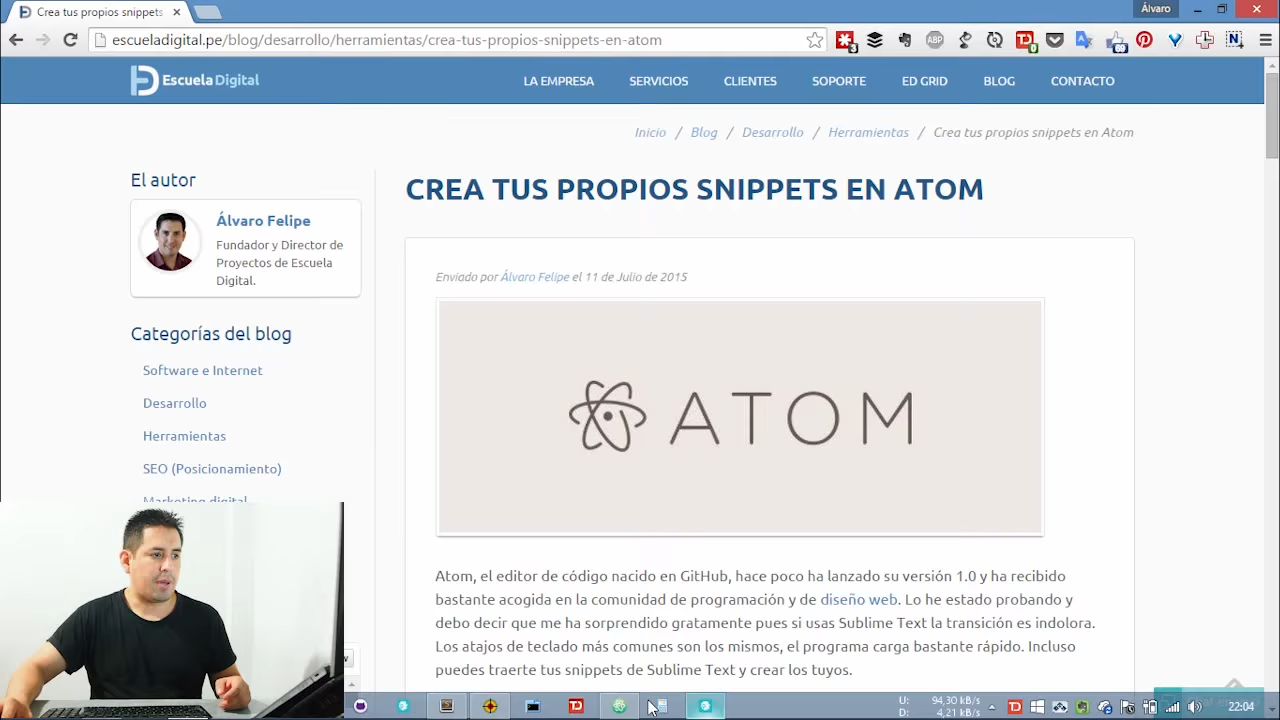 Crea tus propios snippets
Álvaro
escueladigital.pe/blog/desarrollo/herramientas/crea-tus-propios-snippets-en-atom
Escuela Digital
LA EMPRESA
SERVICIOS
CLIENTES
SOPORTE
ED GRID
BLOG
CONTACTO
Inicio / Blog / Desarrollo / Herramientas / Crea tus propios snippets en Atom
El autor
Álvaro Felipe
Fundador y Director de
Proyectos de Escuela
Digital.
Categorías del blog
Software e Internet
Desarrollo
Herramientas
SEO (Posicionamiento)
Marketing digital
CREA TUS PROPIOS SNIPPETS EN ATOM
Enviado por Álvaro Felipe el 11 de Julio de 2015
ATOM
Atom, el editor de código nacido en GitHub, hace poco ha lanzado su versión 1.0 y ha recibido
bastante acogida en la comunidad de programación y de diseño web. Lo he estado probando y
debo decir que me ha sorprendido gratamente pues si usas Sublime Text la transición es indolora.
Los atajos de teclado más comunes son los mismos, el programa carga bastante rápido. Incluso
puedes traerte tus snippets de Sublime Text y crear los tuyos.
U: 94,30 kB/s
D: 4,21 kB/s
22:04